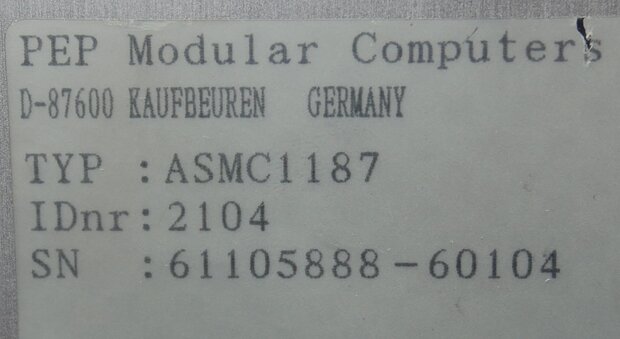 PEP Modular Computers
D-87600 KAUFBEUREN GERMANY
TYP :ASMC1187
IDnr:2104
SN :61105888-60104